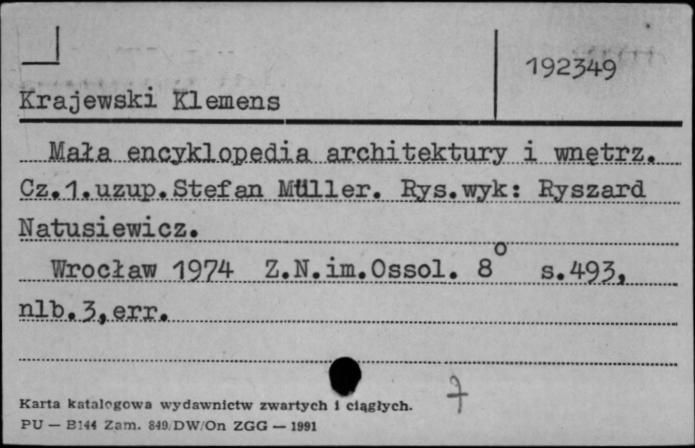 192349
Krajewski Klemens
Mała encyklopedia architektury i wnętrz.
Cz.1.uzup.Stefan Müller. Rys.wyk: Ryszard
Natusiewicz.
Wrocław 1974 Z.N.im.Ossol. 8° s.493,
nlb.3,err.
7
Karta katalogowa wydawnictw zwartych i ciągłych.
PU — B144 Zam. 849/DW/On ZGG — 1991